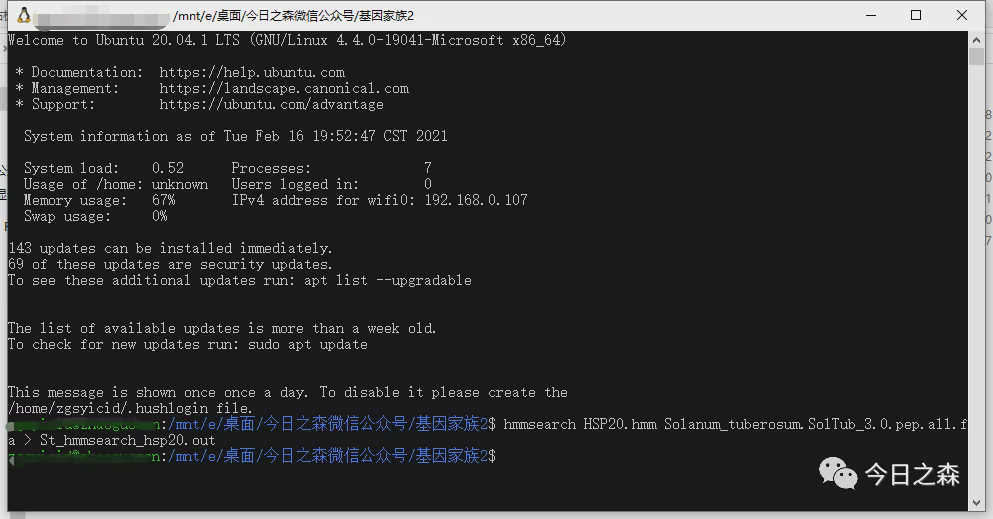 /mnt/e/桌面/今日之森微信公众号/基因家族2
Welcome to Ubuntu 20.04.1 LTS (GNU/Linux 4.4.0-19041-Microsoft x86_64)
* Documentation: https://help.ubuntu.com
* Management: https://landscape.canonical.com
* Support: https://ubuntu.com/advantage
System information as of Tue Feb 16 19:52:47 CST 2021
System load: 0.52 Processes: 7
Usage of /home: unknown Users logged in: 0
Memory usage: 67% IPv4 address for wifi0: 192.168.0.107
Swap usage: 0%
143 updates can be installed immediately.
69 of these updates are security updates.
To see these additional updates run: apt list --upgradable
The list of available updates is more than a week old.
To check for new updates run: sudo apt update
This message is shown once once a day. To disable it please create the
/home/zgsyicid/.hushlogin file.
:/mnt/e/桌面/今日之森微信公众号/基因家族2$ hmmsearch HSP20.hmm Solanum_tuberosum.SolTub_3.0.pep.all.f
a > St_hmmsearch_hsp20.out
:/mnt/e/桌面/今日之森微信公众号/基因家族2$
今日之森